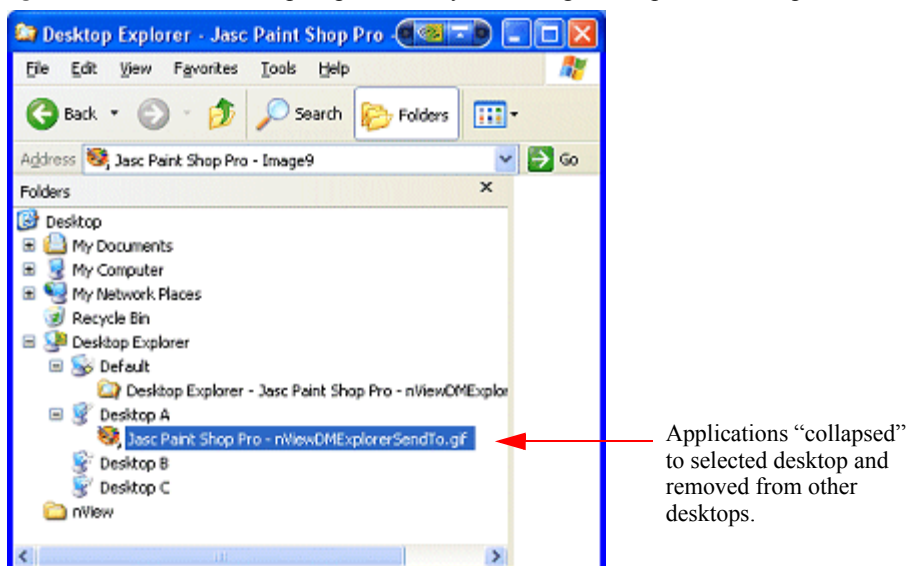 Desktop Explorer - Jasc Paint Shop Pro -
File Edit View Favorites Tools Help
Back Search Folders
Address Jasc Paint Shop Pro - Image9 Go
Folders x
Desktop
My Documents
My Computer
My Network Places
Recycle Bin
Desktop Explorer
Default
Desktop Explorer - Jasc Paint Shop Pro - nViewDMExplor
Desktop A
Jasc Paint Shop Pro - nViewDMExplorerSendTo.gif
Desktop B
Desktop C
nView
Applications “collapsed”
to selected desktop and
removed from other
desktops.